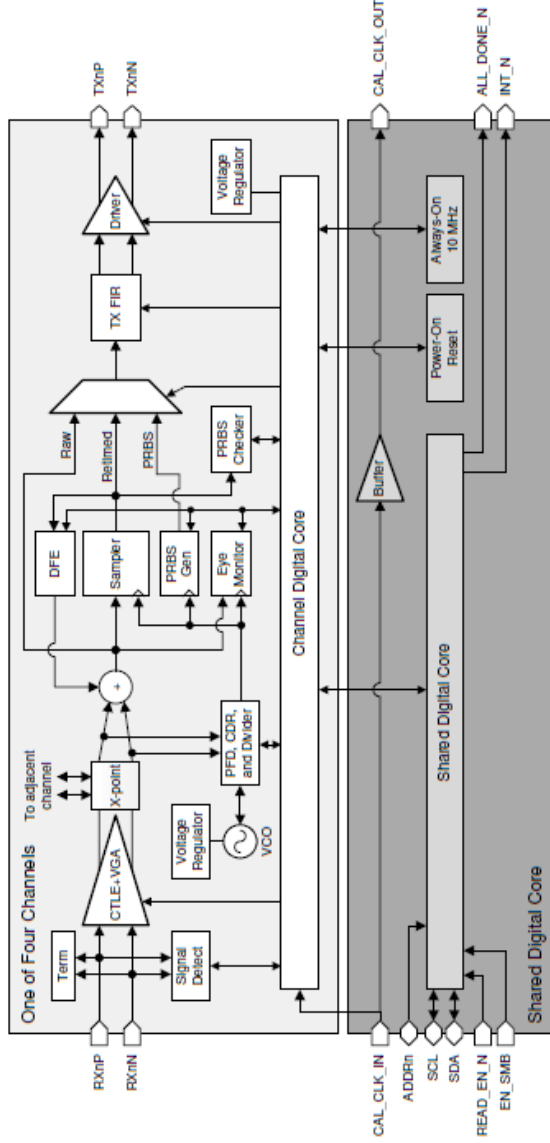 One of Four Channels
RXnP
RXnN
Term
Signal
Detect
CTLE+VGA
To adjacent
channel
X-point
Voltage
Regulator
VCO
PFD, CDR,
and Divider
+
DFE
Sampler
PRBS
Gen
Eye
Monitor
Raw
Retimed
PRBS
PRBS
Checker
TX FIR
Driver
Voltage
Regulator
TXnP
TXnN
Channel Digital Core
CAL_CLK_IN
ADDRn
SCL
SDA
READ_EN_N
EN_SMB
Buffer
Shared Digital Core
Power-On
Reset
Always-On
10 MHz
CAL_CLK_OUT
ALL_DONE_N
INT_N
Shared Digital Core